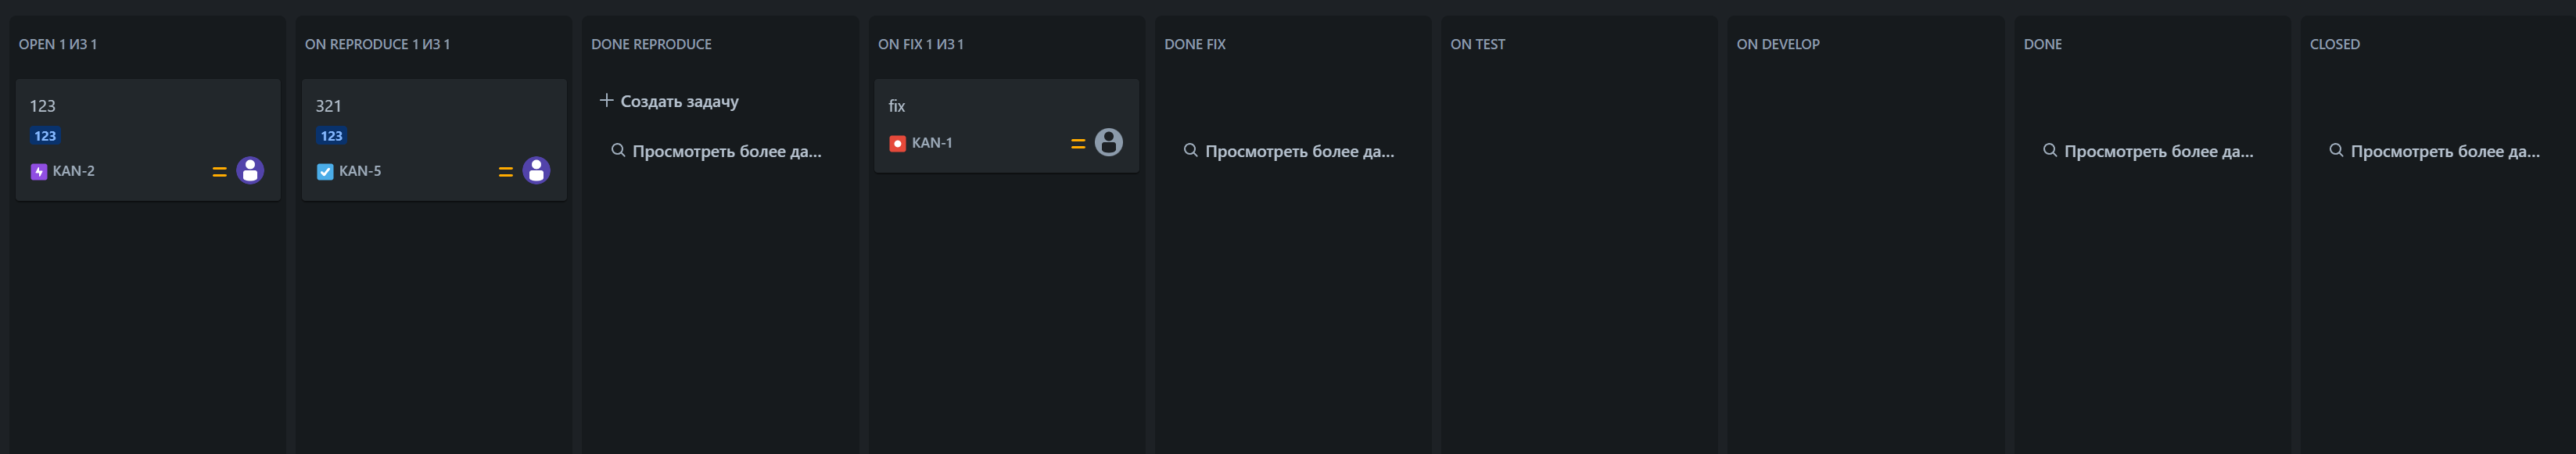 OPEN 1 ИЗ 1
123
123
KAN-2
ON REPRODUCE 1 ИЗ 1
321
123
KAN-5
DONE REPRODUCE
Создать задачу
Просмотреть более да...
ON FIX 1 ИЗ 1
fix
KAN-1
DONE FIX
Просмотреть более да...
ON TEST
ON DEVELOP
DONE
Просмотреть более да...
CLOSED
Просмотреть более да...